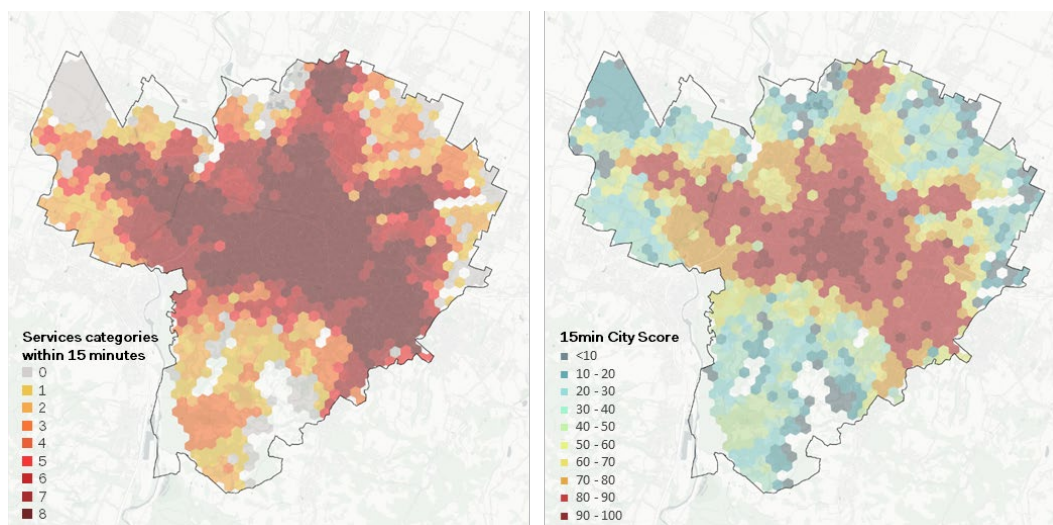 Services categories
within 15 minutes
0
1
2
3
4
5
6
7
8
15min City Score
<10
10 - 20
20 - 30
30 - 40
40 - 50
50 - 60
60 - 70
70 - 80
80 - 90
90 - 100